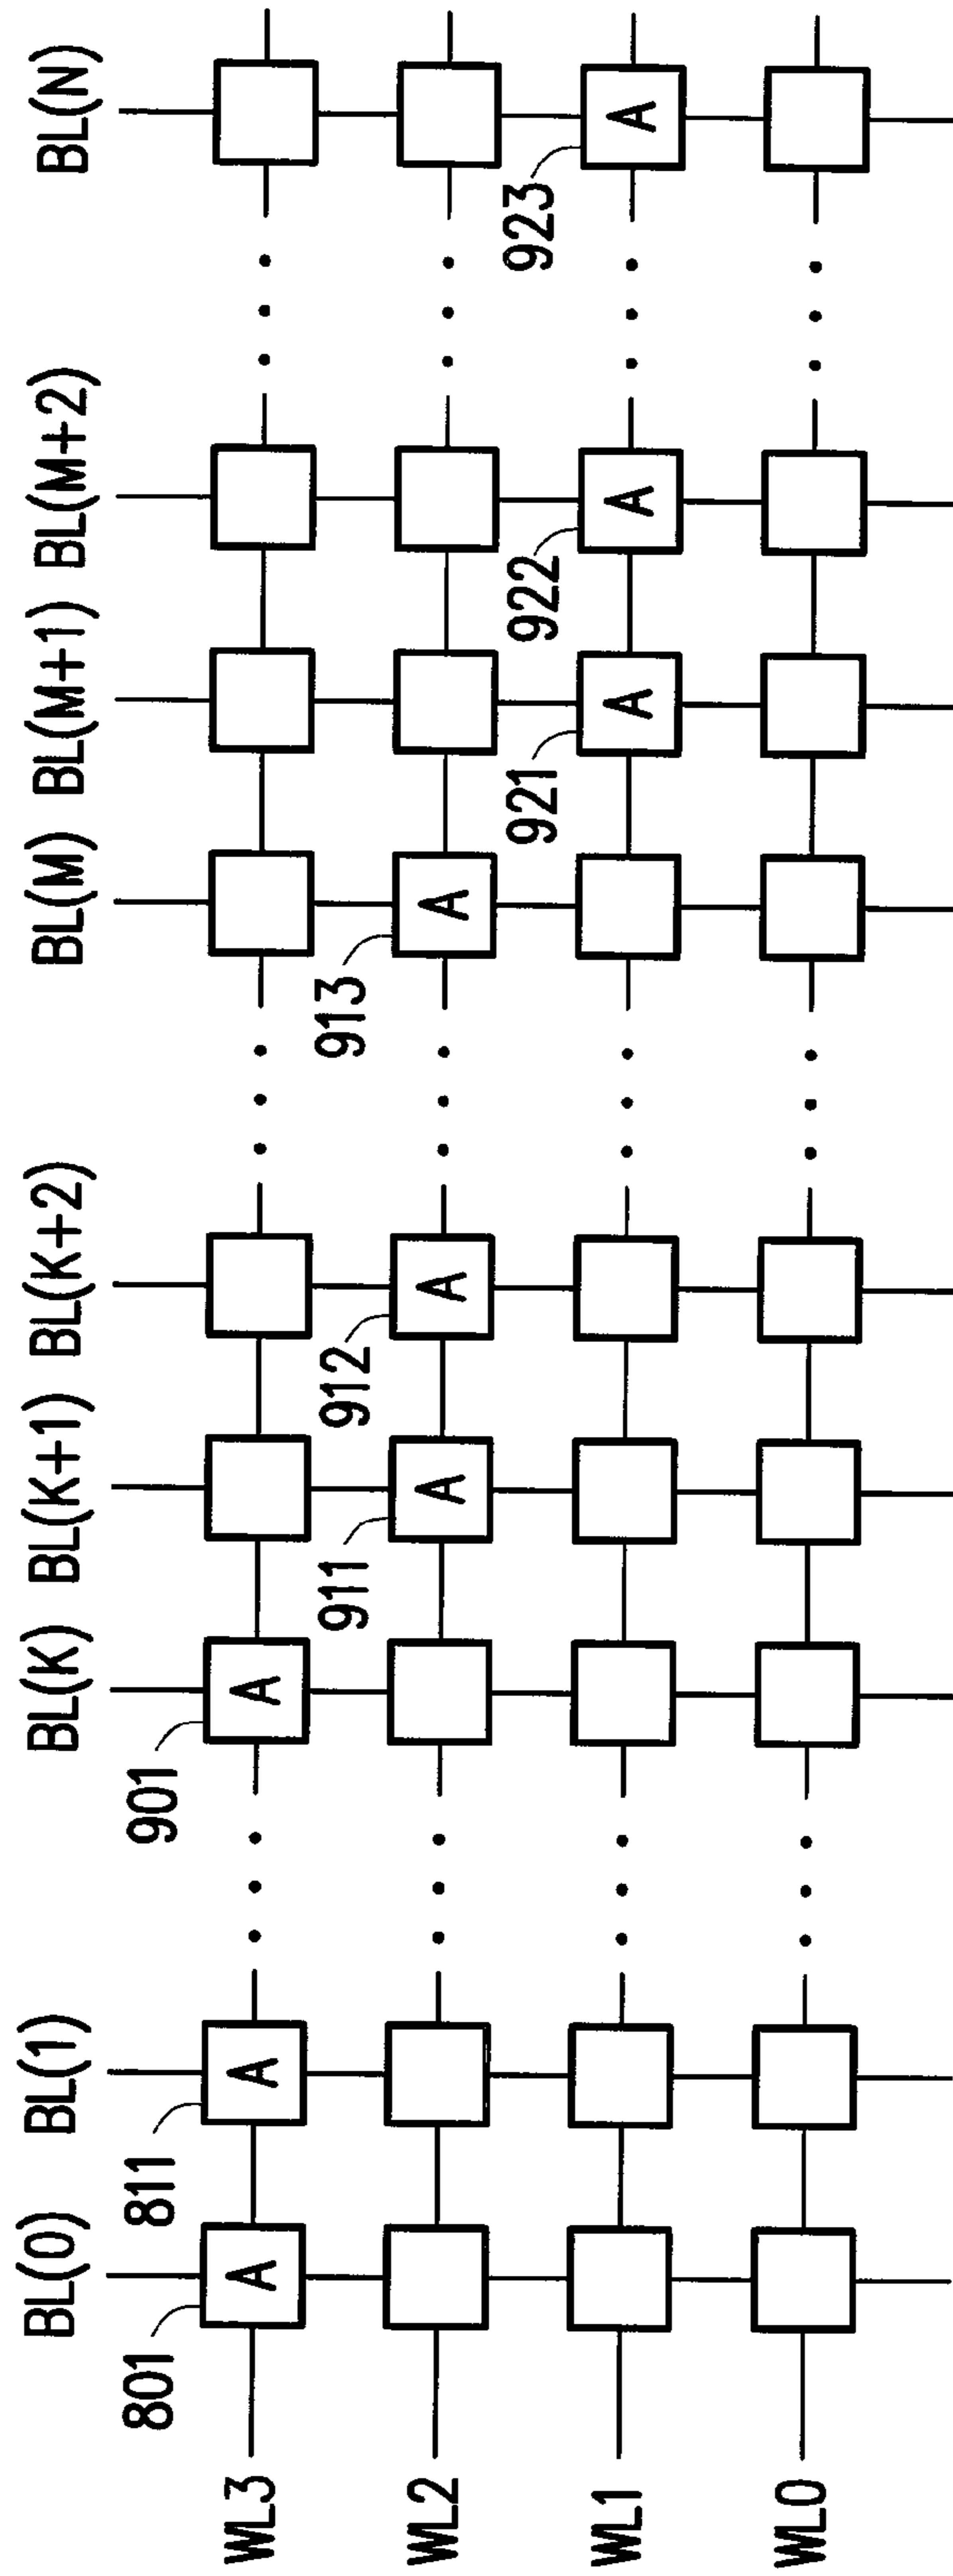 BL(0) BL(1) BL(K) BL(K+1) BL(K+2) BL(M) BL(M+1) BL(M+2) BL(N)
801 811 901
WL3 A A A
911 912 913
WL2 A A A
921 922 923
WL1 A A A
WL0